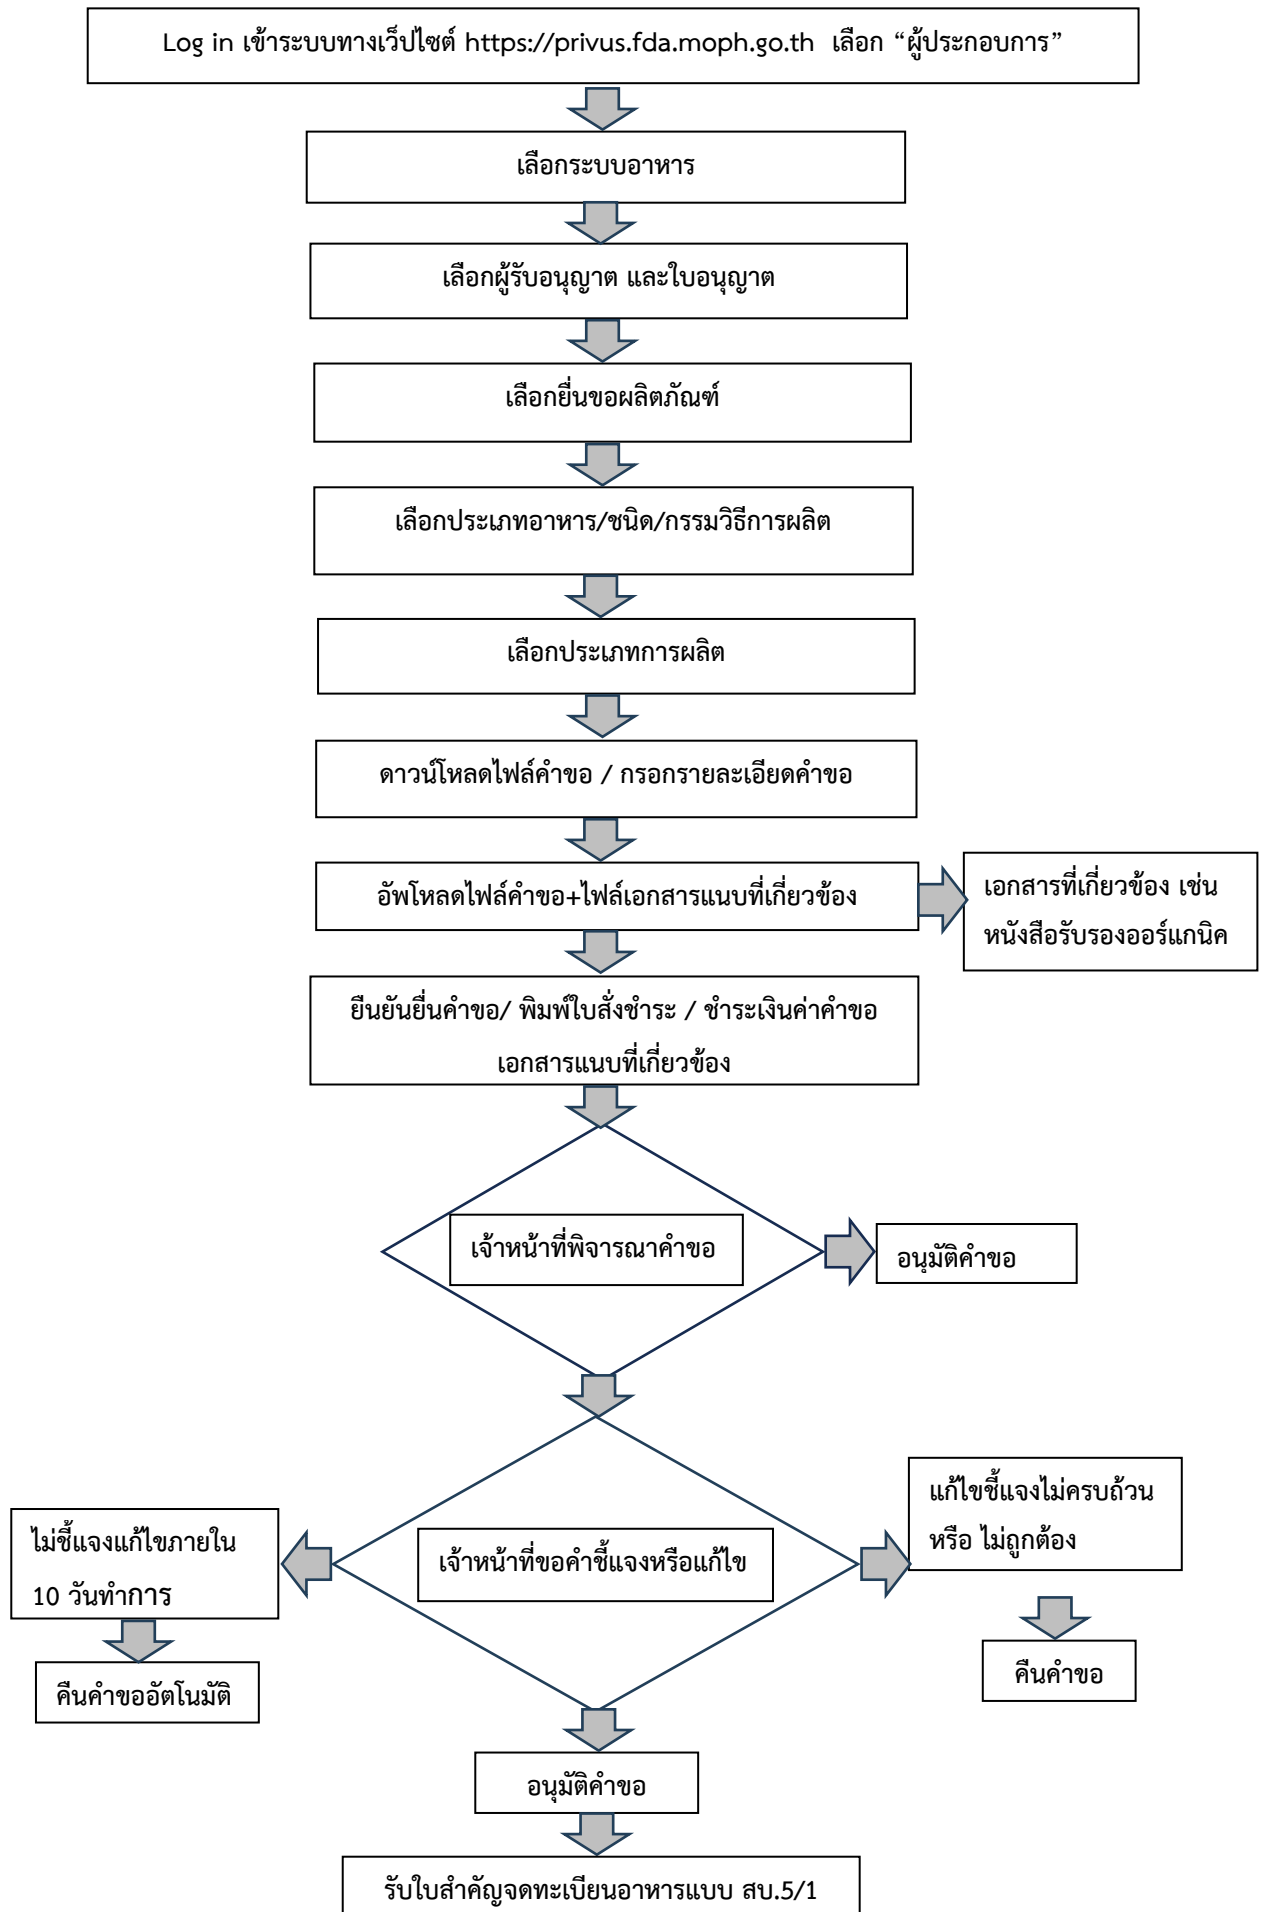 Log in เข้าระบบทางเว็ปไซต์ https://privus.fda.moph.go.th เลือก “ผู้ประกอบการ”
เลือกระบบอาหาร
เลือกผู้รับอนุญาต และใบอนุญาต
เลือกยื่นขอผลิตภัณฑ์
เลือกประเภทอาหาร/ชนิด/กรรมวิธีการผลิต
เลือกประเภทการผลิต
ดาวน์โหลดไฟล์คำขอ / กรอกรายละเอียดคำขอ
อัพโหลดไฟล์คำขอ+ไฟล์เอกสารแนบที่เกี่ยวข้อง
เอกสารที่เกี่ยวข้อง เช่น
หนังสือรับรองออร์แกนิค
ยืนยันยื่นคำขอ/ พิมพ์ใบสั่งชำระ / ชำระเงินค่าคำขอ
เอกสารแนบที่เกี่ยวข้อง
เจ้าหน้าที่พิจารณาคำขอ
อนุมัติคำขอ
เจ้าหน้าที่ขอคำชี้แจงหรือแก้ไข
ไม่ชี้แจงแก้ไขภายใน
10 วันทำการ
คืนคำขออัตโนมัติ
แก้ไขชี้แจงไม่ครบถ้วน
หรือ ไม่ถูกต้อง
คืนคำขอ
อนุมัติคำขอ
รับใบสำคัญจดทะเบียนอาหารแบบ สบ.5/1